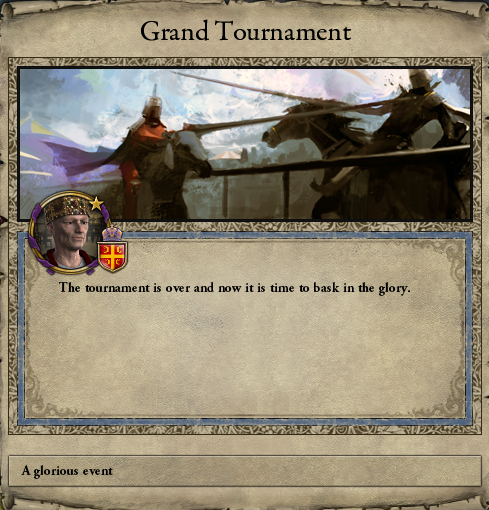 Grand Tournament
The tournament is over and now it is time to bask in the glory.
A glorious event